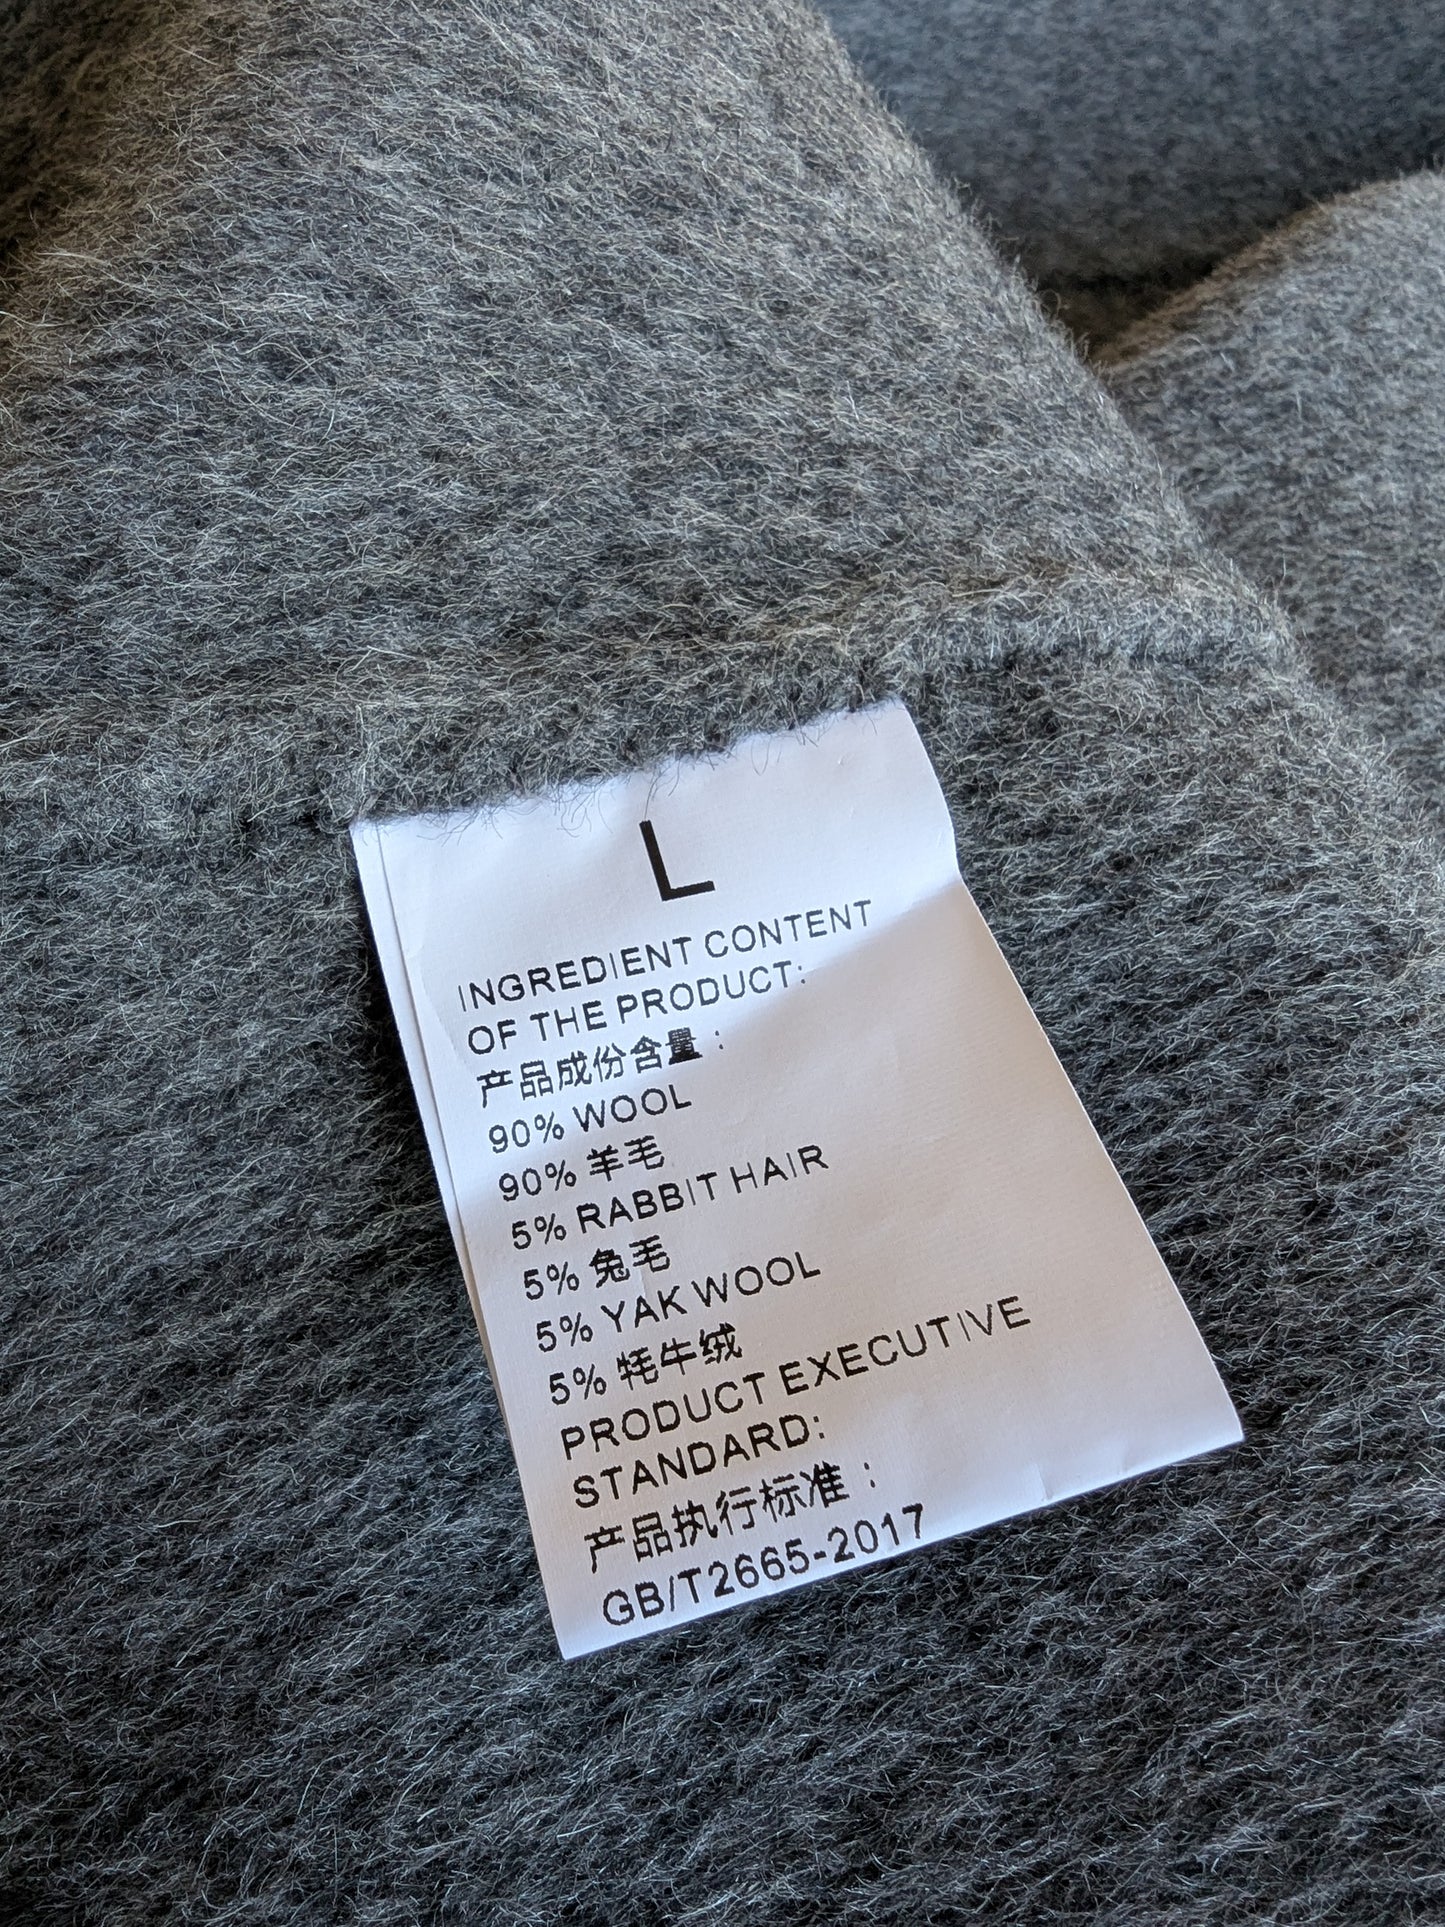 L
INGREDIENT CONTENT
OF THE PRODUCT:
产品成份含量：
90% WOOL
90% 羊毛
5% RABBIT HAIR
5% 兔毛
5% YAK WOOL
5% 牦牛绒
PRODUCT EXECUTIVE
STANDARD:
产品执行标准：
GB/T2665-2017